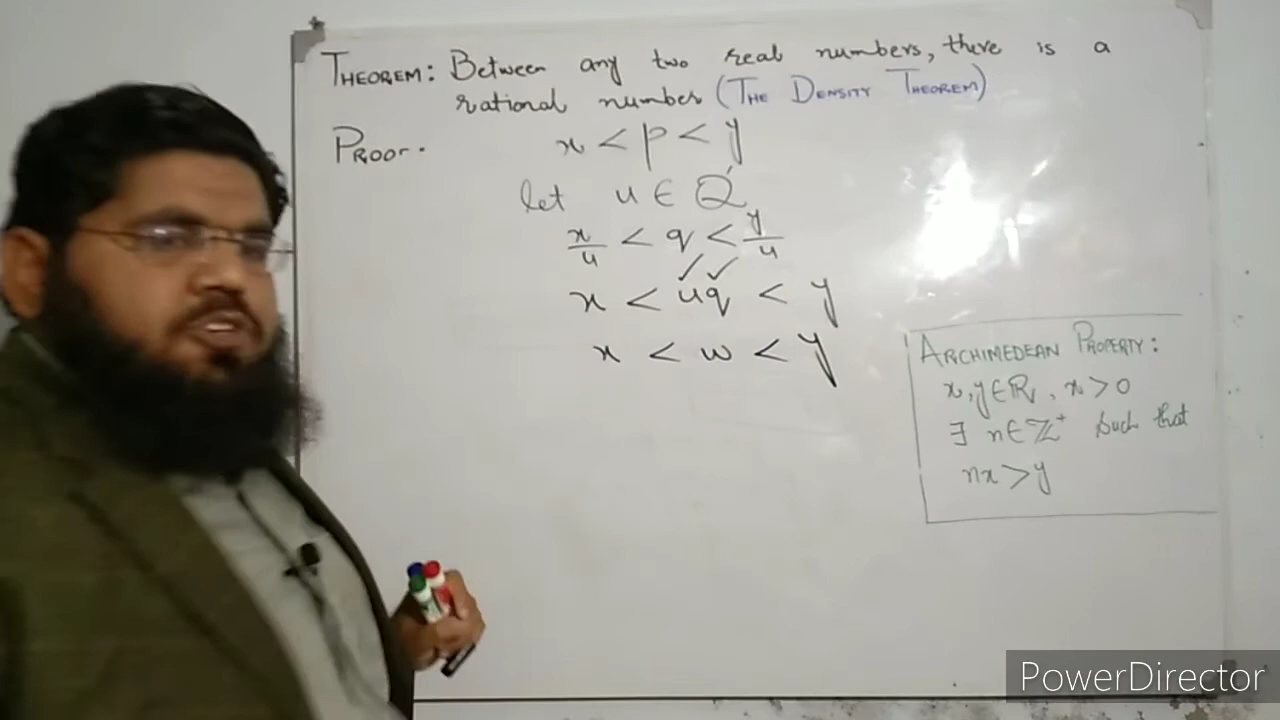 THEOREM: Between any two real numbers, there is a
rational number (THE DENSITY THEOREM)
PROOF. x < p < y
let u ∈ Q'
x/u < q < y/u
✓ ✓
x < uq < y
x < w < y
ARCHIMEDEAN PROPERTY:
x, y ∈ ℝ, x > 0
∃ n ∈ ℤ⁺ such that
nx > y
PowerDirector